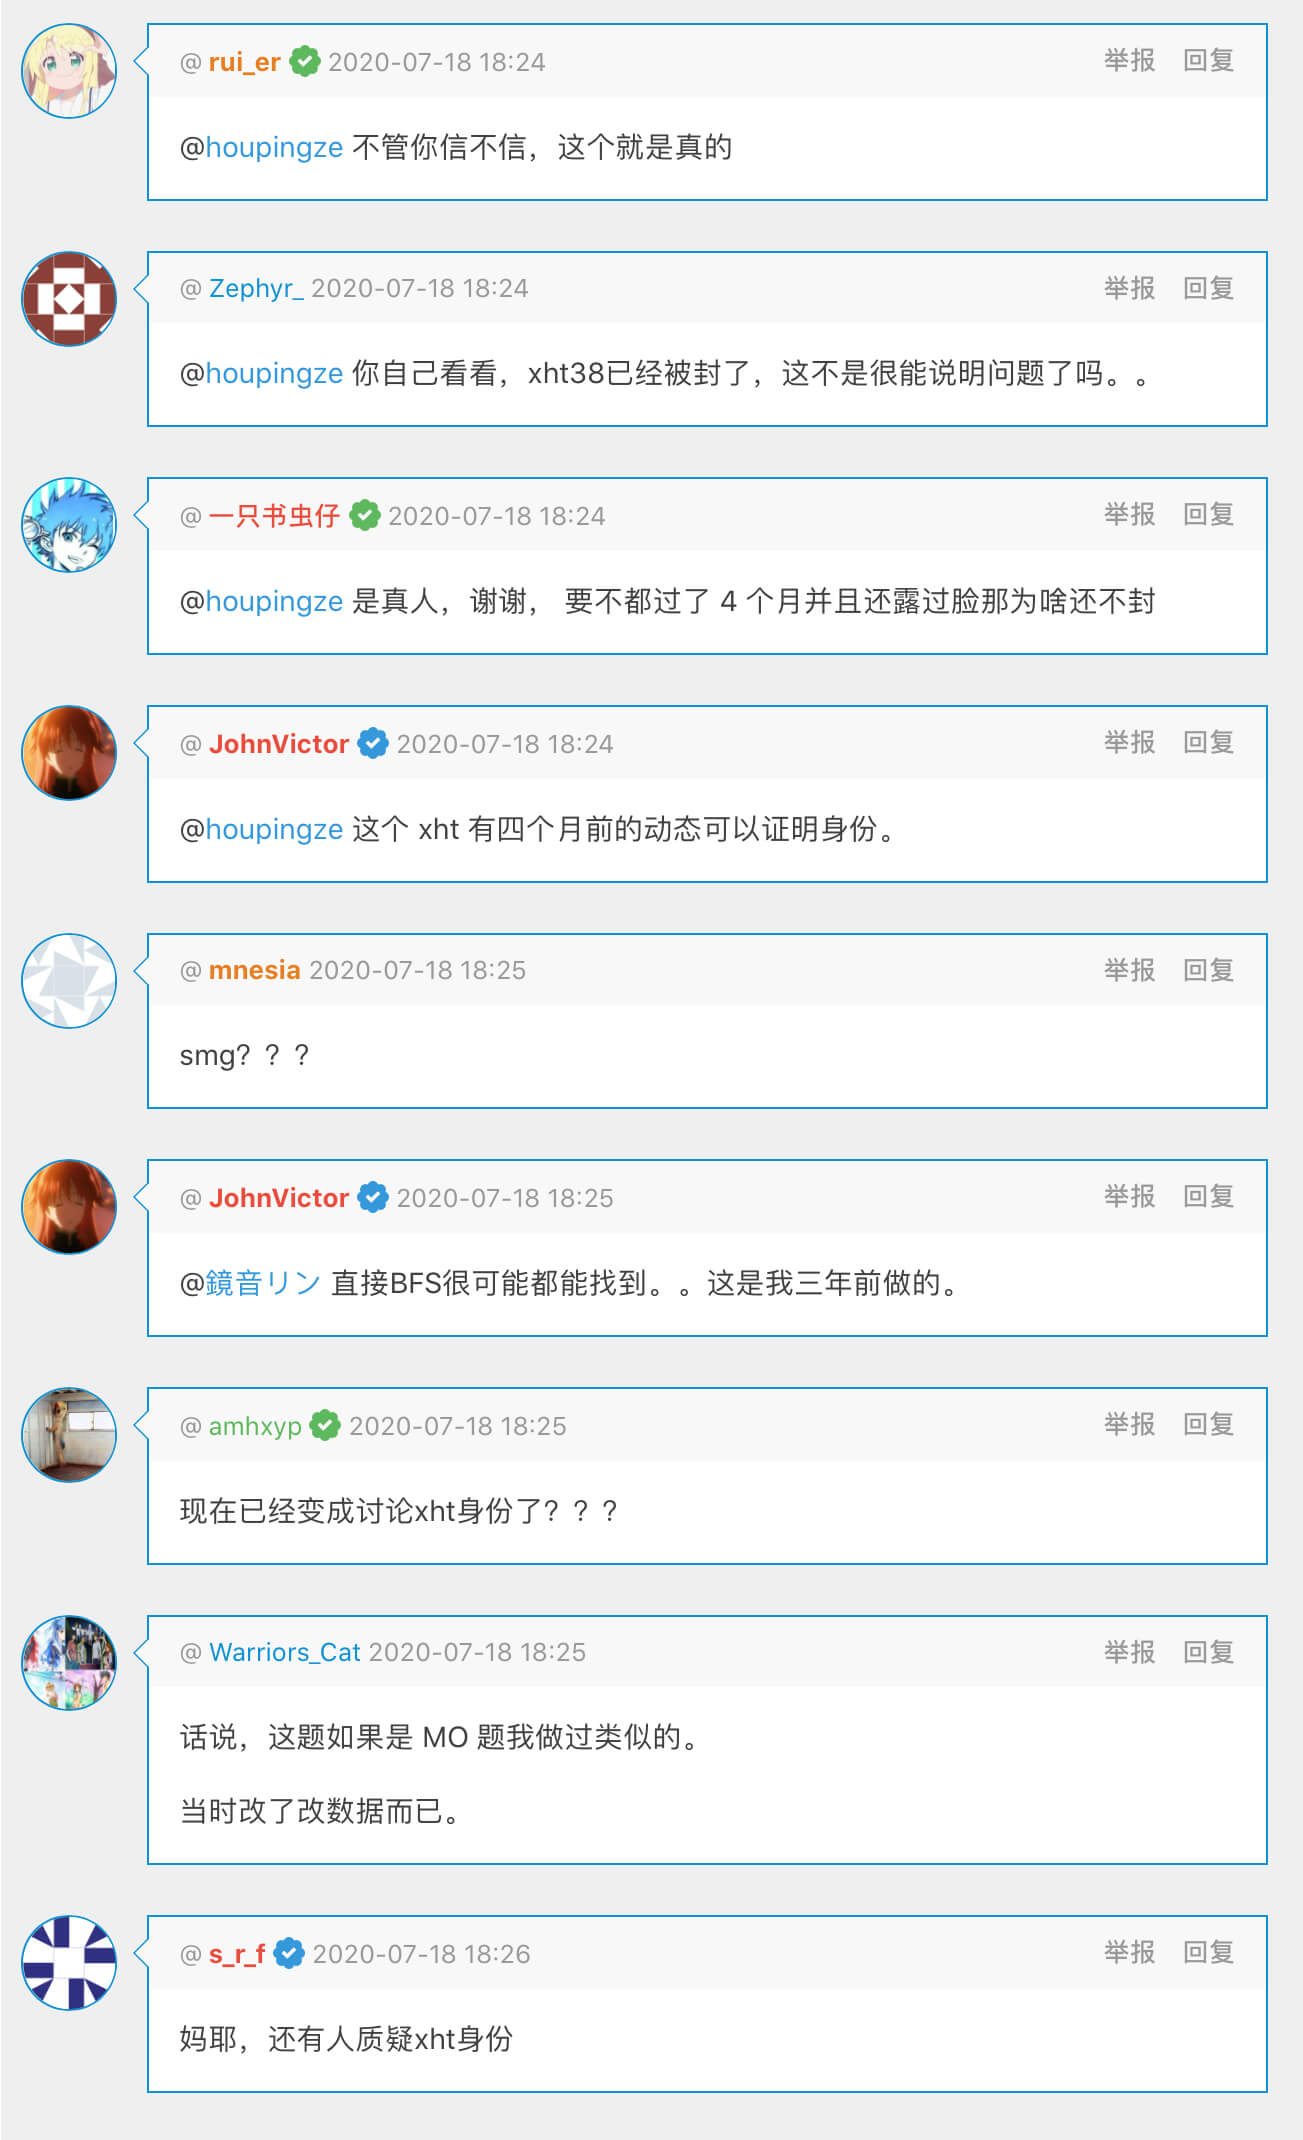 @ rui_er 2020-07-18 18:24 举报 回复
@houpingze 不管你信不信，这个就是真的
@ Zephyr_ 2020-07-18 18:24 举报 回复
@houpingze 你自己看看，xht38已经被封了，这不是很能说明问题了吗。。
@ 一只书虫仔 2020-07-18 18:24 举报 回复
@houpingze 是真人，谢谢， 要不都过了 4 个月并且还露过脸那为啥还不封
@ JohnVictor 2020-07-18 18:24 举报 回复
@houpingze 这个 xht 有四个月前的动态可以证明身份。
@ mnesia 2020-07-18 18:25 举报 回复
smg？？？
@ JohnVictor 2020-07-18 18:25 举报 回复
@鏡音リン 直接BFS很可能都能找到。。这是我三年前做的。
@ amhxyp 2020-07-18 18:25 举报 回复
现在已经变成讨论xht身份了？？？
@ Warriors_Cat 2020-07-18 18:25 举报 回复
话说，这题如果是 MO 题我做过类似的。
当时改了改数据而已。
@ s_r_f 2020-07-18 18:26 举报 回复
妈耶，还有人质疑xht身份